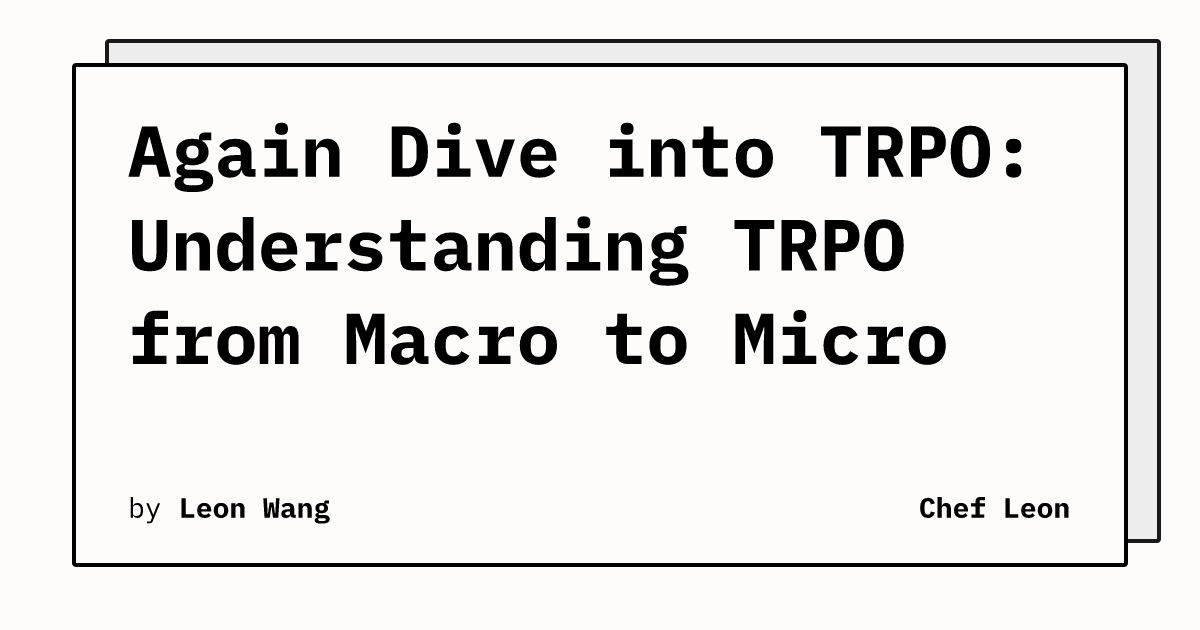 Again Dive into TRPO:
Understanding TRPO
from Macro to Micro
by Leon Wang
Chef Leon